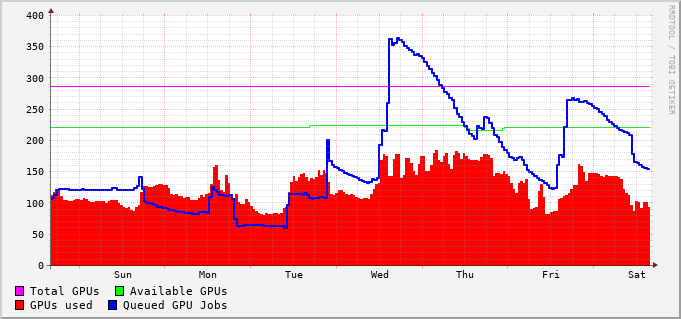 400
350
300
250
200
150
100
50
0
Sun Mon Tue Wed Thu Fri Sat
Total GPUs Available GPUs
GPUs used Queued GPU Jobs
RRDTOOL / TOBI OETIKER